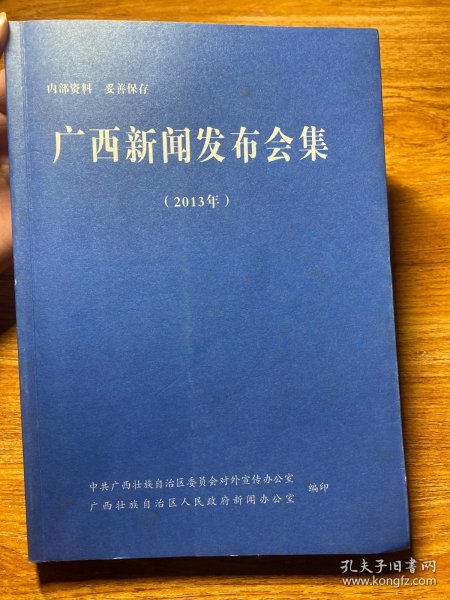 内部资料 妥善保存
广西新闻发布会集
（2013年）
中共广西壮族自治区委员会对外宣传办公室
广西壮族自治区人民政府新闻办公室
编印
孔夫子旧书网
www.kongfz.com